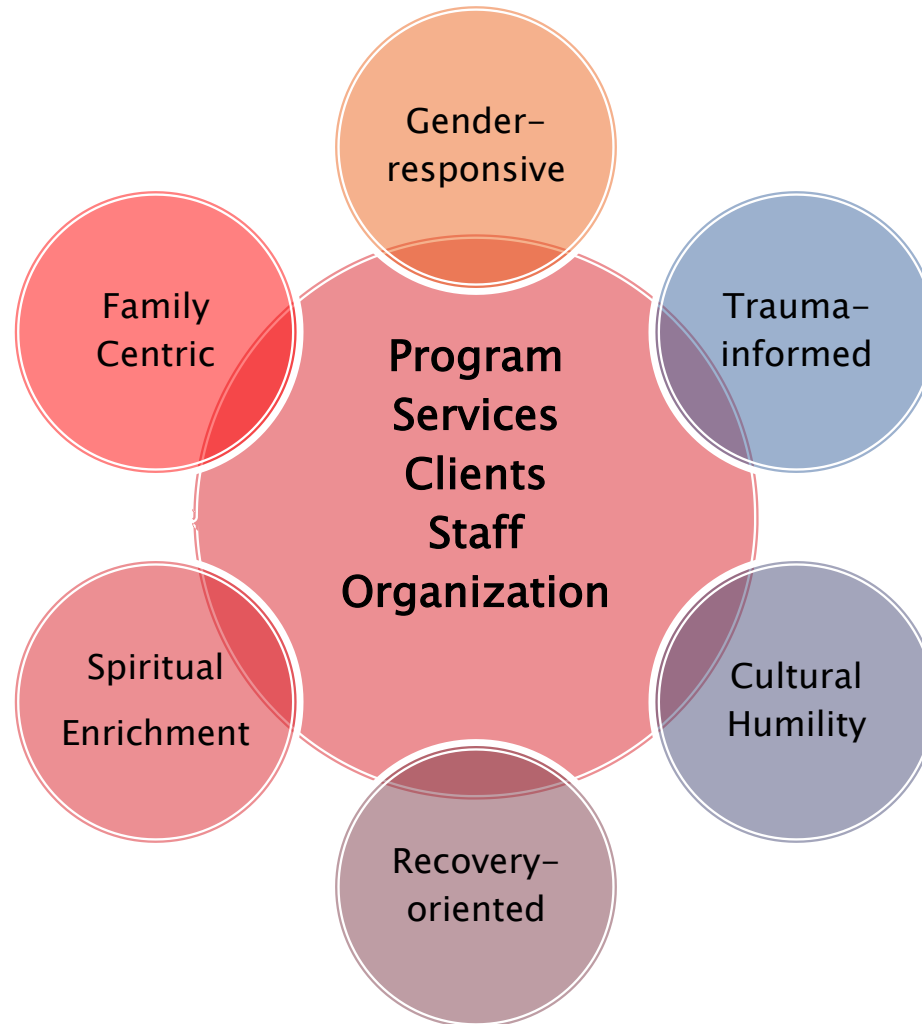 Gender-
responsive
Family
Centric
Trauma-
informed
Program
Services
Clients
Staff
Organization
Spiritual
Enrichment
Cultural
Humility
Recovery-
oriented